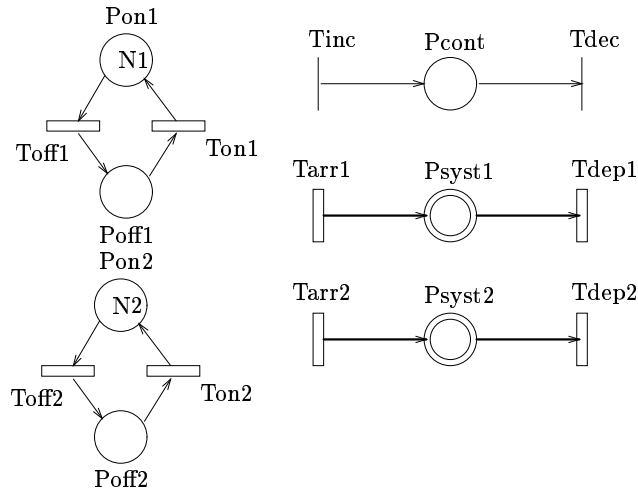 Pon1
N1
Toff1
Ton1
Poff1
Pon2
N2
Toff2
Ton2
Poff2
Tinc
Pcont
Tdec
Tarr1
Psyst1
Tdep1
Tarr2
Psyst2
Tdep2